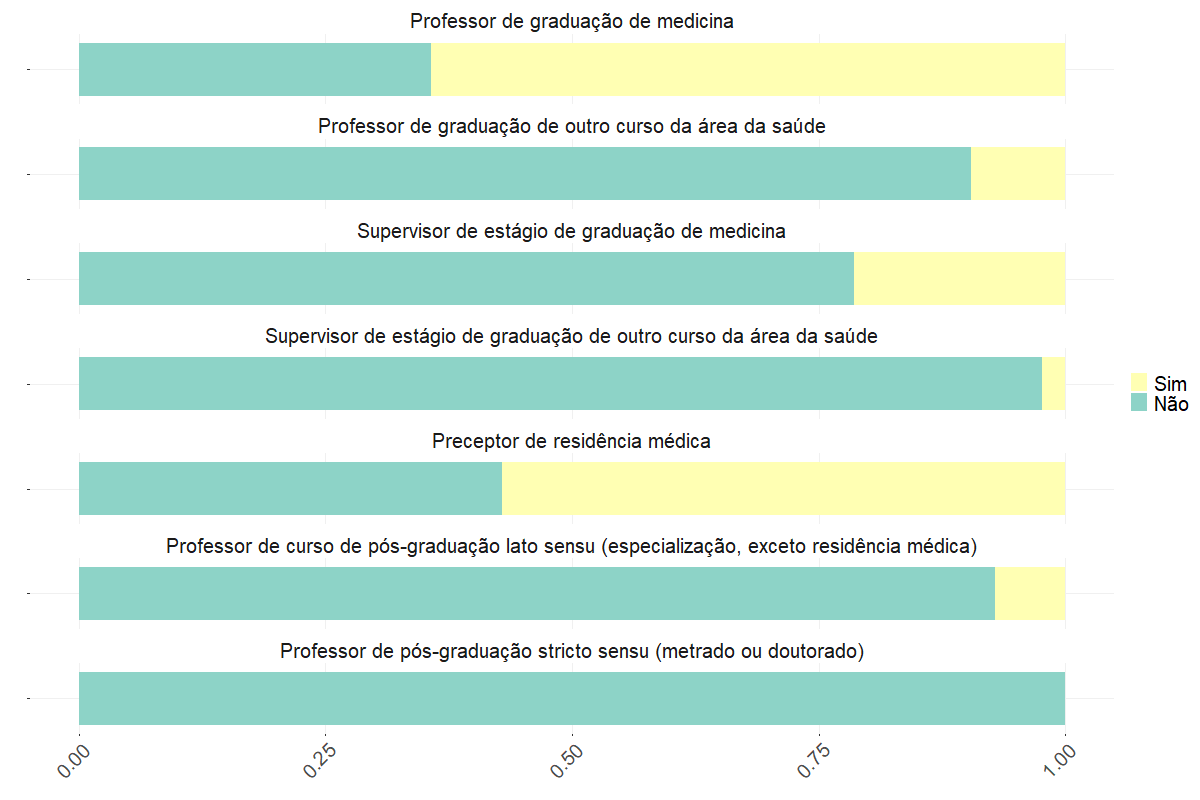 Professor de graduação de medicina
Professor de graduação de outro curso da área da saúde
Supervisor de estágio de graduação de medicina
Supervisor de estágio de graduação de outro curso da área da saúde
Sim
Não
Preceptor de residência médica
Professor de curso de pós-graduação lato sensu (especialização, exceto residência médica)
Professor de pós-graduação stricto sensu (metrado ou doutorado)
0.00
0.25
0.50
0.75
1.00